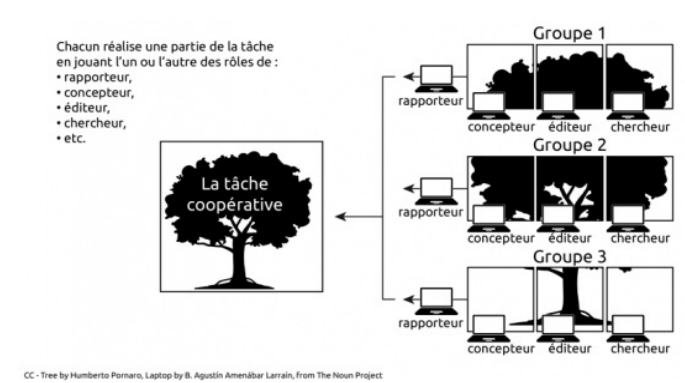 Chacun réalise une partie de la tâche
en jouant l'un ou l'autre des rôles de :
• rapporteur,
• concepteur,
• éditeur,
• chercheur,
• etc.
La tâche
coopérative
Groupe 1
rapporteur
concepteur éditeur chercheur
Groupe 2
rapporteur
concepteur éditeur chercheur
Groupe 3
rapporteur
concepteur éditeur chercheur
CC - Tree by Humberto Pornaro, Laptop by B. Agustín Amenábar Larraín, from The Noun Project